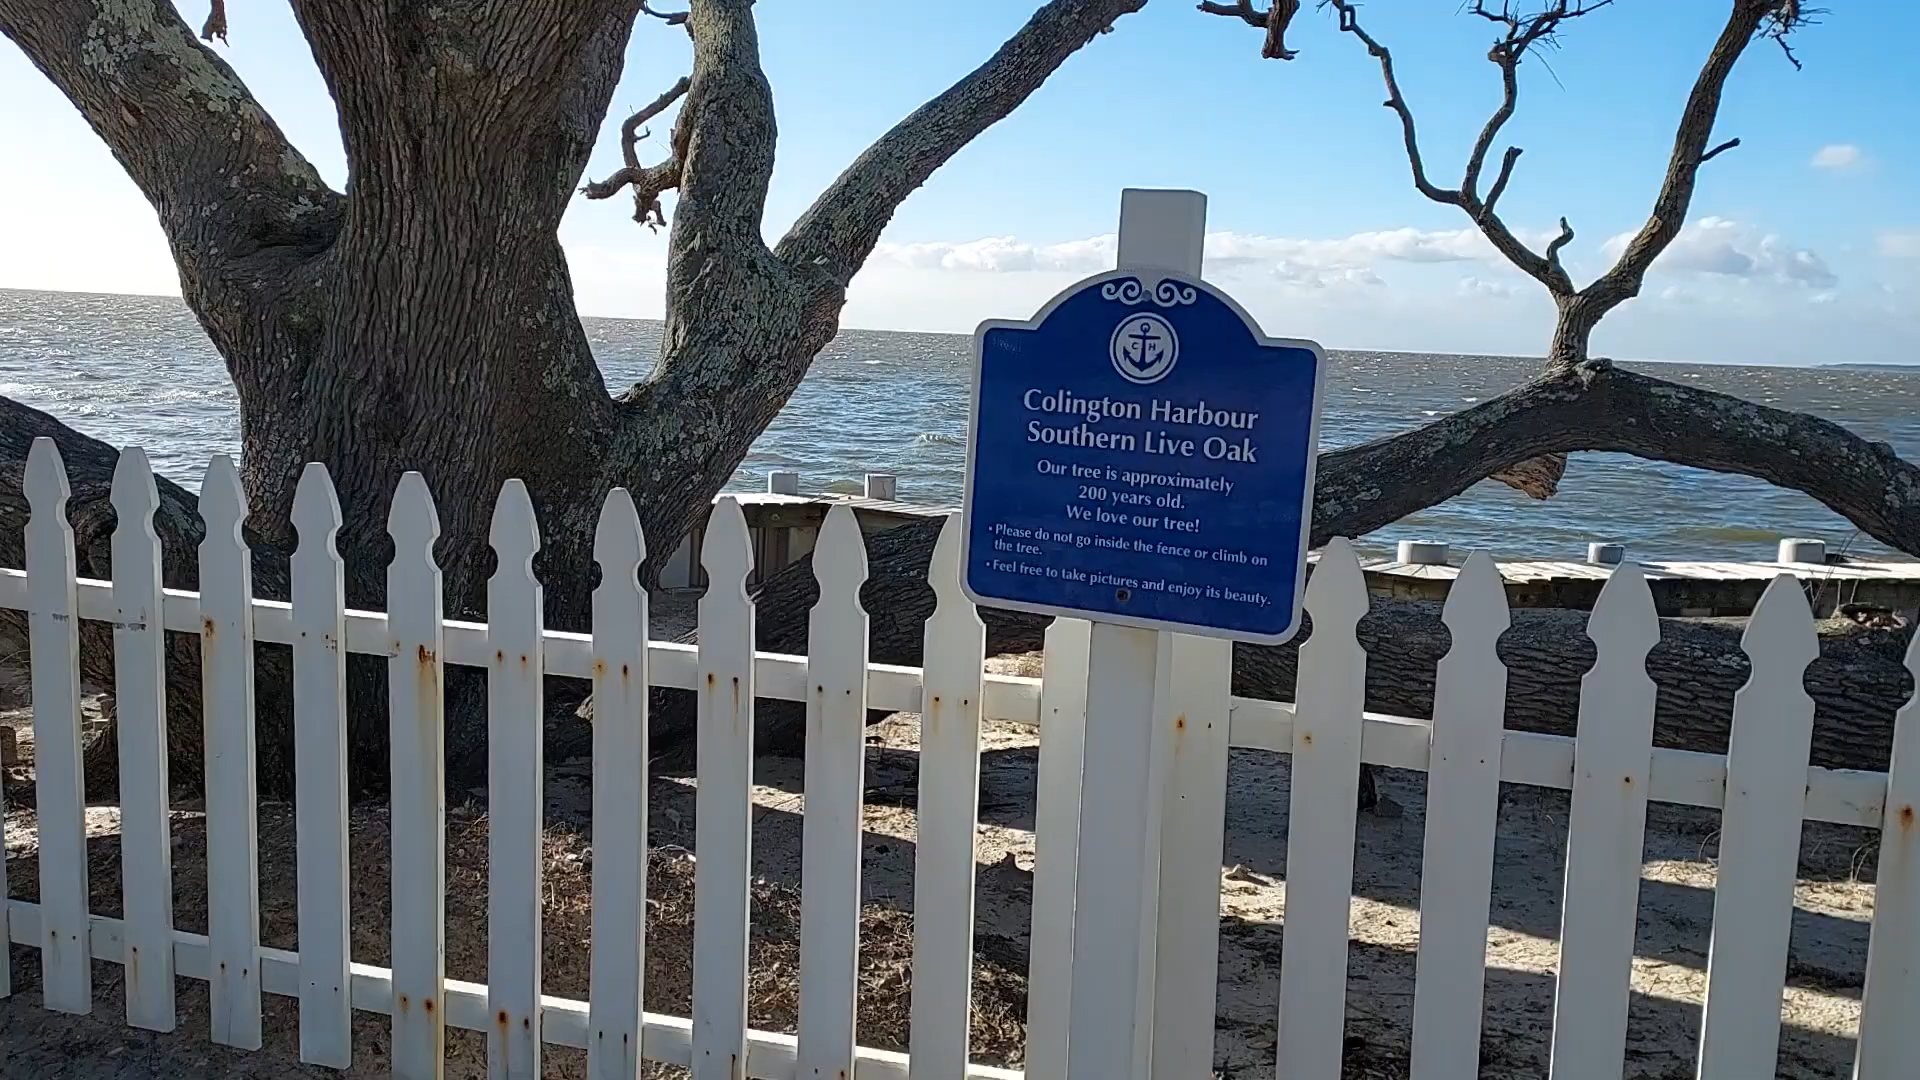 C H
Colington Harbour
Southern Live Oak
Our tree is approximately
200 years old.
We love our tree!
• Please do not go inside the fence or climb on
the tree.
• Feel free to take pictures and enjoy its beauty.